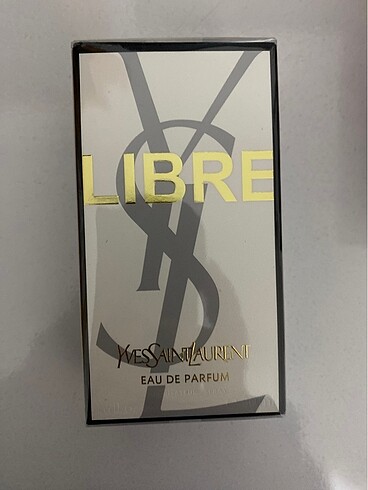 LIBRE
YVESSAINTLAURENT
EAU DE PARFUM